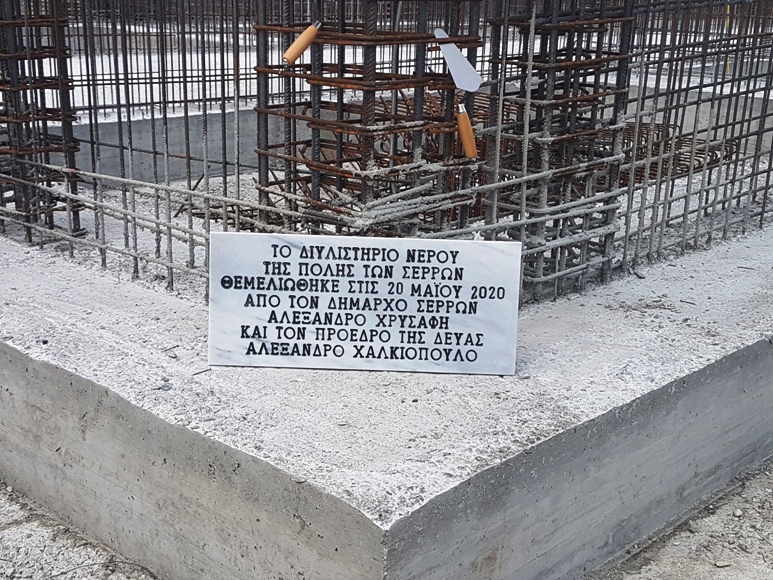 ΤΟ ΔΙΥΛΙΣΤΗΡΙΟ ΝΕΡΟΥ
ΤΗΣ ΠΟΛΗΣ ΤΩΝ ΣΕΡΡΩΝ
ΘΕΜΕΛΙΩΘΗΚΕ ΣΤΙΣ 20 ΜΑΪΟΥ 2020
ΑΠΟ ΤΟΝ ΔΗΜΑΡΧΟ ΣΕΡΡΩΝ
ΑΛΕΞΑΝΔΡΟ ΧΡΥΣΑΦΗ
ΚΑΙ ΤΟΝ ΠΡΟΕΔΡΟ ΤΗΣ ΔΕΥΑΣ
ΑΛΕΞΑΝΔΡΟ ΧΑΛΚΙΟΠΟΥΛΟ